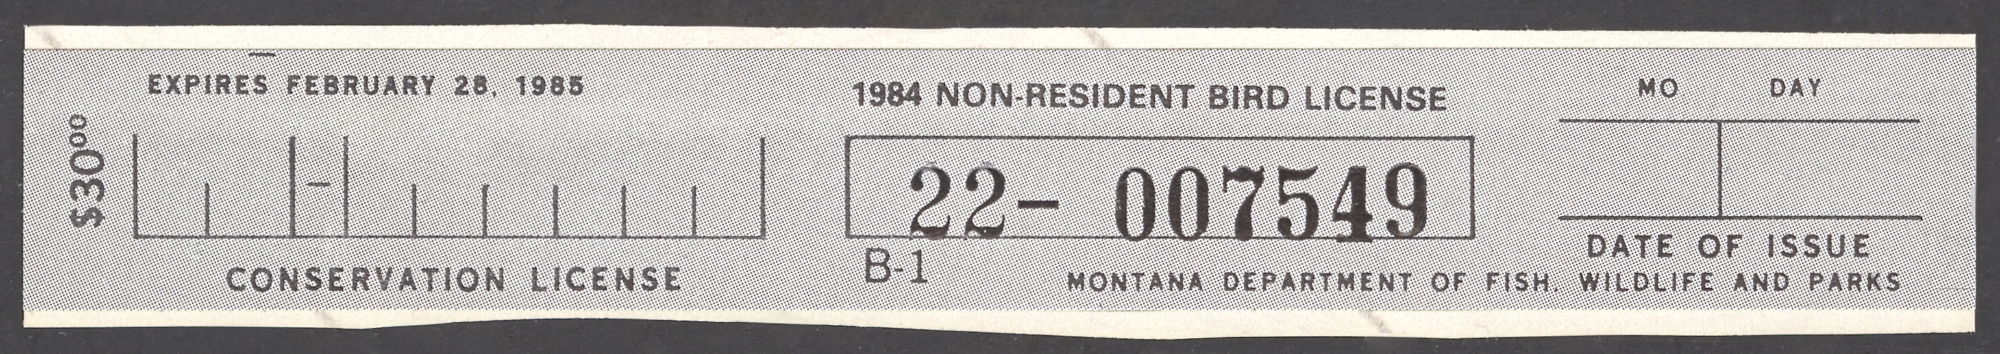 EXPIRES FEBRUARY 28, 1985
$30⁰⁰
CONSERVATION LICENSE
1984 NON-RESIDENT BIRD LICENSE
22- 007549
B-1
MO DAY
DATE OF ISSUE
MONTANA DEPARTMENT OF FISH, WILDLIFE AND PARKS